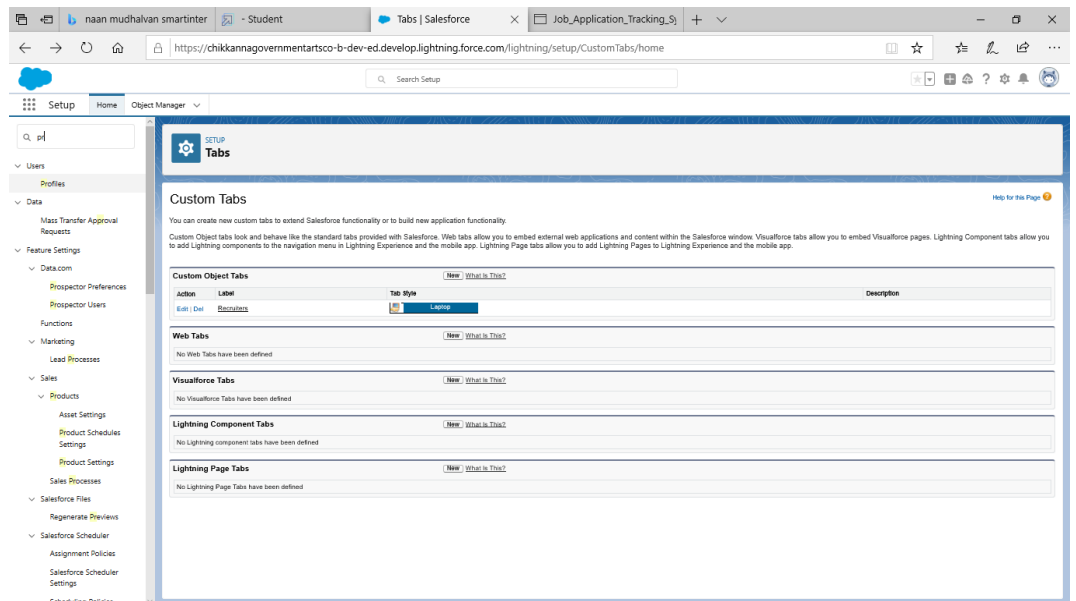 naan mudhalvan smartinter
- Student
Tabs | Salesforce
Job_Application_Tracking_Sy
https://chikkannagovernmentartsco-b-dev-ed.develop.lightning.force.com/lightning/setup/CustomTabs/home
Search Setup
Setup
Home
Object Manager
pr
Users
Profiles
Data
Mass Transfer Approval
Requests
Feature Settings
Data.com
Prospector Preferences
Prospector Users
Functions
Marketing
Lead Processes
Sales
Products
Asset Settings
Product Schedules
Settings
Product Settings
Sales Processes
Salesforce Files
Regenerate Previews
Salesforce Scheduler
Assignment Policies
Salesforce Scheduler
Settings
Scheduling Policies
SETUP
Tabs
Custom Tabs
Help for this Page
You can create new custom tabs to extend Salesforce functionality or to build new application functionality.
Custom Object tabs look and behave like the standard tabs provided with Salesforce. Web tabs allow you to embed external web applications and content within the Salesforce window. Visualforce tabs allow you to embed Visualforce pages. Lightning Component tabs allow you
to add Lightning components to the navigation menu in Lightning Experience and the mobile app. Lightning Page tabs allow you to add Lightning Pages to Lightning Experience and the mobile app.
Custom Object Tabs New What Is This?
Action Label Tab Style Description
Edit | Del Recruiters Laptop
Web Tabs New What Is This?
No Web Tabs have been defined
Visualforce Tabs New What Is This?
No Visualforce Tabs have been defined
Lightning Component Tabs New What Is This?
No Lightning component tabs have been defined
Lightning Page Tabs New What Is This?
No Lightning Page Tabs have been defined